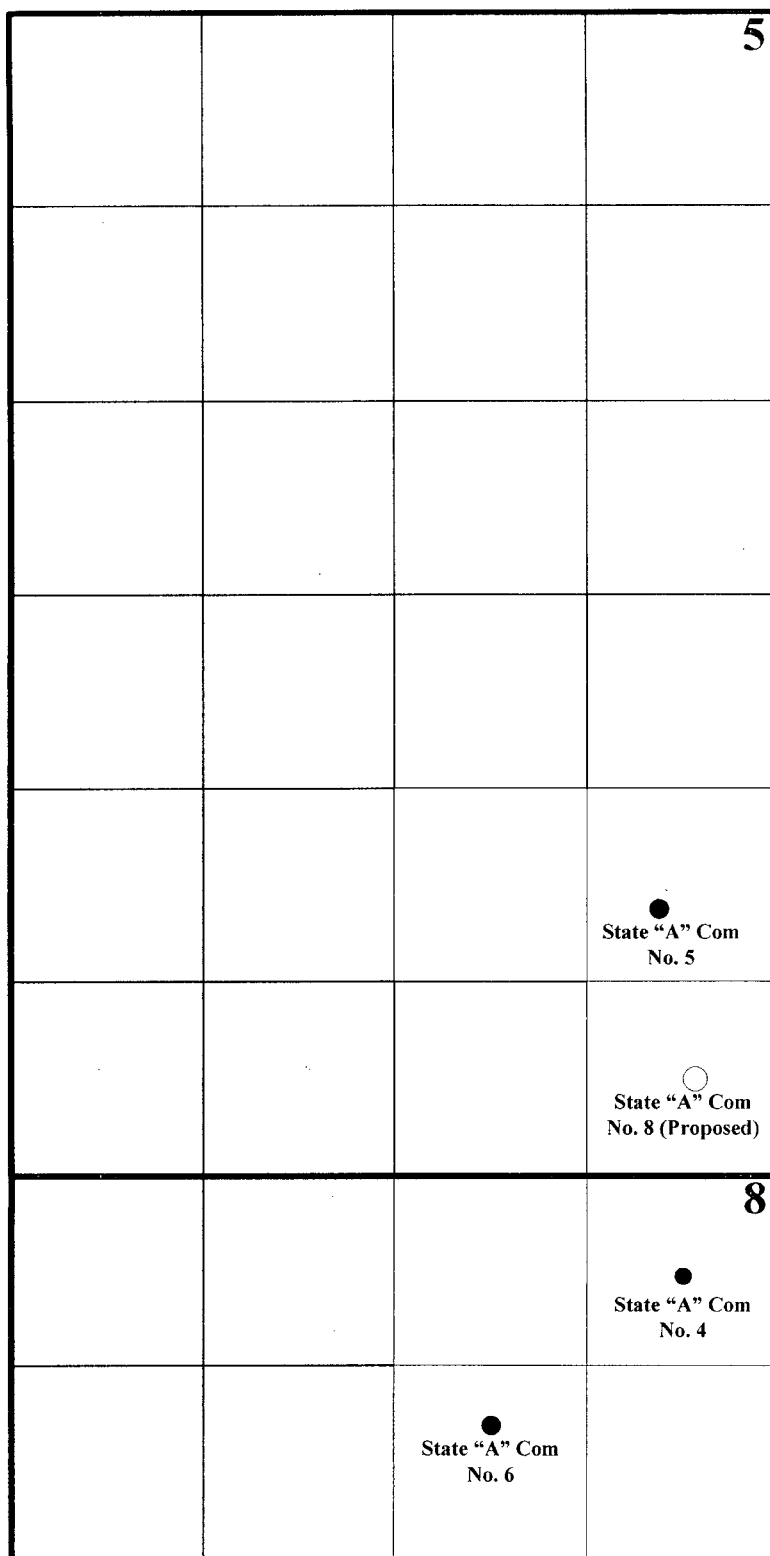 5
State “A” Com
No. 5
State “A” Com
No. 8 (Proposed)
8
State “A” Com
No. 4
State “A” Com
No. 6